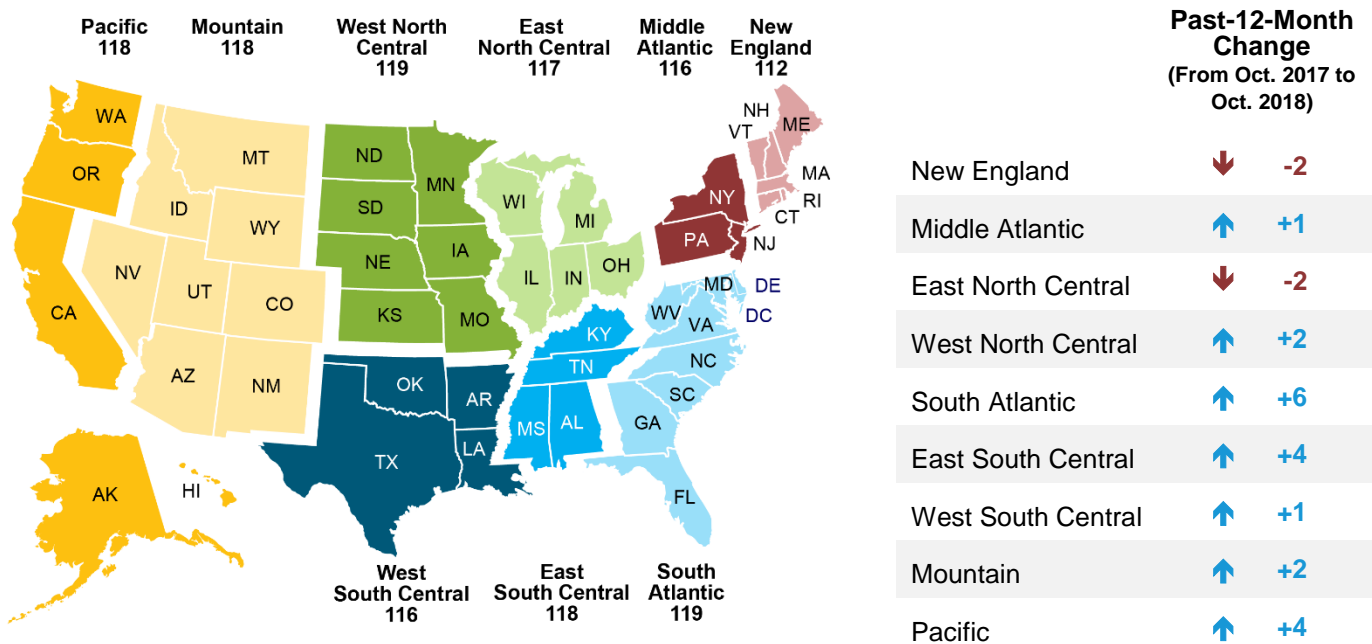 Pacific
118
Mountain
118
West North
Central
119
East
North Central
117
Middle
Atlantic
116
New
England
112
WA
OR
CA
AK
HI
MT
ID
WY
NV
UT
CO
AZ
NM
ND
SD
NE
KS
MN
IA
MO
WI
MI
IL
IN
OH
NY
PA
NJ
NH
VT
ME
MA
RI
CT
MD
DE
DC
WV
VA
NC
SC
GA
FL
KY
TN
MS
AL
OK
AR
TX
LA
West
South Central
116
East
South Central
118
South
Atlantic
119
Past-12-Month
Change
(From Oct. 2017 to
Oct. 2018)
New England -2
Middle Atlantic +1
East North Central -2
West North Central +2
South Atlantic +6
East South Central +4
West South Central +1
Mountain +2
Pacific +4